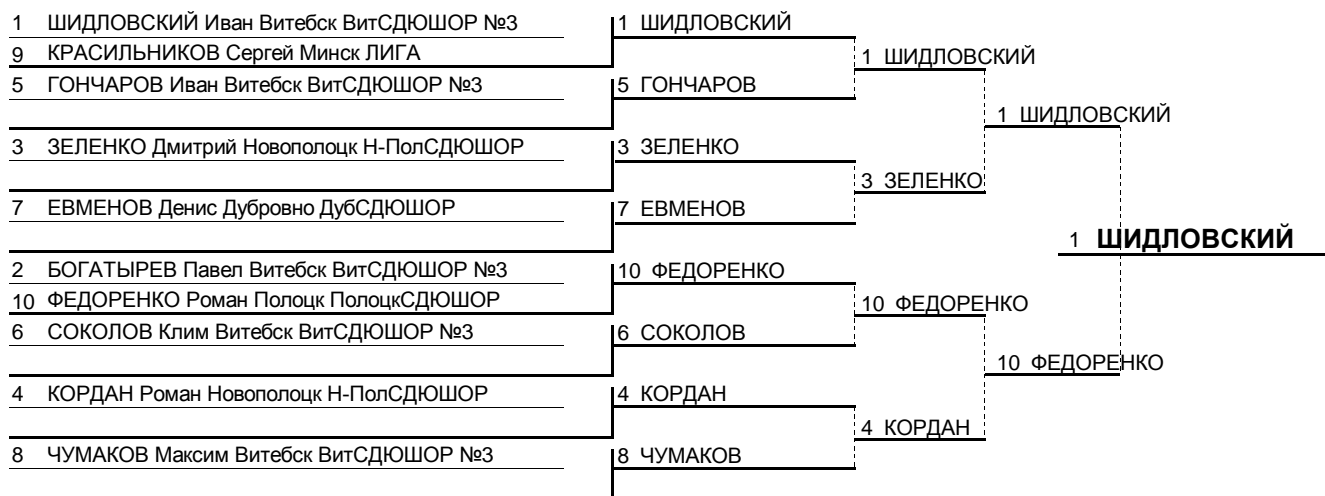 1 ШИДЛОВСКИЙ Иван Витебск ВитСДЮШОР №3
9 КРАСИЛЬНИКОВ Сергей Минск ЛИГА
5 ГОНЧАРОВ Иван Витебск ВитСДЮШОР №3
3 ЗЕЛЕНКО Дмитрий Новополоцк Н-ПолСДЮШОР
7 ЕВМЕНОВ Денис Дубровно ДубСДЮШОР
2 БОГАТЫРЕВ Павел Витебск ВитСДЮШОР №3
10 ФЕДОРЕНКО Роман Полоцк ПолоцкСДЮШОР
6 СОКОЛОВ Клим Витебск ВитСДЮШОР №3
4 КОРДАН Роман Новополоцк Н-ПолСДЮШОР
8 ЧУМАКОВ Максим Витебск ВитСДЮШОР №3
1 ШИДЛОВСКИЙ
5 ГОНЧАРОВ
3 ЗЕЛЕНКО
7 ЕВМЕНОВ
10 ФЕДОРЕНКО
6 СОКОЛОВ
4 КОРДАН
8 ЧУМАКОВ
1 ШИДЛОВСКИЙ
3 ЗЕЛЕНКО
10 ФЕДОРЕНКО
4 КОРДАН
1 ШИДЛОВСКИЙ
10 ФЕДОРЕНКО
1 ШИДЛОВСКИЙ